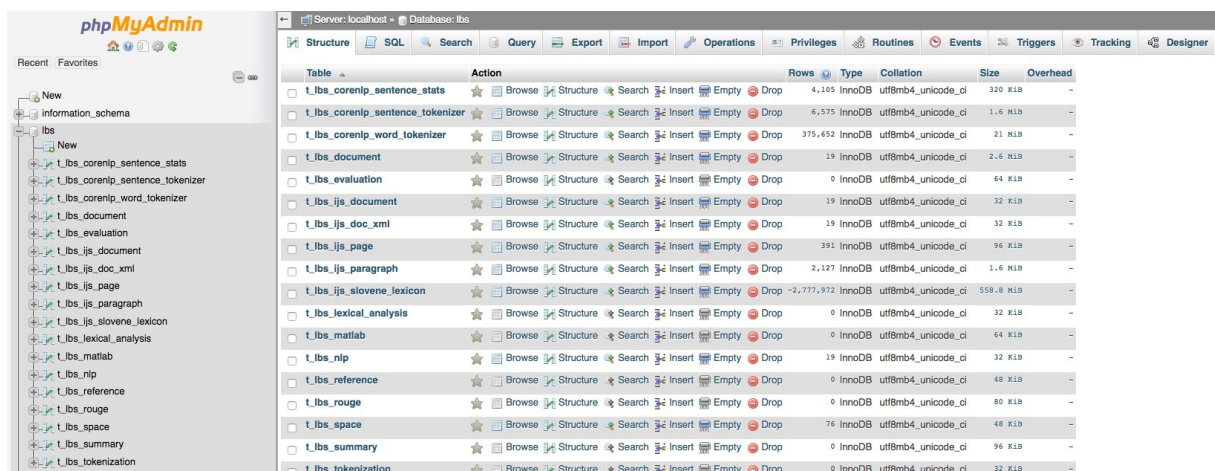 phpMyAdmin
Recent Favorites
New
information_schema
lbs
New
t_lbs_corenlp_sentence_stats
t_lbs_corenlp_sentence_tokenizer
t_lbs_corenlp_word_tokenizer
t_lbs_document
t_lbs_evaluation
t_lbs_ijs_document
t_lbs_ijs_doc_xml
t_lbs_ijs_page
t_lbs_ijs_paragraph
t_lbs_ijs_slovene_lexicon
t_lbs_lexical_analysis
t_lbs_matlab
t_lbs_nlp
t_lbs_reference
t_lbs_rouge
t_lbs_space
t_lbs_summary
t_lbs_tokenization
Server: localhost » Database: lbs
Structure SQL Search Query Export Import Operations Privileges Routines Events Triggers Tracking Designer
Table Action Rows Type Collation Size Overhead
t_lbs_corenlp_sentence_stats Browse Structure Search Insert Empty Drop 4,105 InnoDB utf8mb4_unicode_ci 320 KiB -
t_lbs_corenlp_sentence_tokenizer Browse Structure Search Insert Empty Drop 6,575 InnoDB utf8mb4_unicode_ci 1.6 MiB -
t_lbs_corenlp_word_tokenizer Browse Structure Search Insert Empty Drop 375,652 InnoDB utf8mb4_unicode_ci 21 MiB -
t_lbs_document Browse Structure Search Insert Empty Drop 19 InnoDB utf8mb4_unicode_ci 2.6 MiB -
t_lbs_evaluation Browse Structure Search Insert Empty Drop 0 InnoDB utf8mb4_unicode_ci 64 KiB -
t_lbs_ijs_document Browse Structure Search Insert Empty Drop 19 InnoDB utf8mb4_unicode_ci 32 KiB -
t_lbs_ijs_doc_xml Browse Structure Search Insert Empty Drop 19 InnoDB utf8mb4_unicode_ci 32 KiB -
t_lbs_ijs_page Browse Structure Search Insert Empty Drop 391 InnoDB utf8mb4_unicode_ci 96 KiB -
t_lbs_ijs_paragraph Browse Structure Search Insert Empty Drop 2,127 InnoDB utf8mb4_unicode_ci 1.6 MiB -
t_lbs_ijs_slovene_lexicon Browse Structure Search Insert Empty Drop ~2,777,972 InnoDB utf8mb4_unicode_ci 550.8 MiB -
t_lbs_lexical_analysis Browse Structure Search Insert Empty Drop 0 InnoDB utf8mb4_unicode_ci 32 KiB -
t_lbs_matlab Browse Structure Search Insert Empty Drop 0 InnoDB utf8mb4_unicode_ci 64 KiB -
t_lbs_nlp Browse Structure Search Insert Empty Drop 19 InnoDB utf8mb4_unicode_ci 32 KiB -
t_lbs_reference Browse Structure Search Insert Empty Drop 0 InnoDB utf8mb4_unicode_ci 48 KiB -
t_lbs_rouge Browse Structure Search Insert Empty Drop 0 InnoDB utf8mb4_unicode_ci 80 KiB -
t_lbs_space Browse Structure Search Insert Empty Drop 76 InnoDB utf8mb4_unicode_ci 48 KiB -
t_lbs_summary Browse Structure Search Insert Empty Drop 0 InnoDB utf8mb4_unicode_ci 96 KiB -
t_lbs_tokenization Browse Structure Search Insert Empty Drop 0 InnoDB utf8mb4_unicode_ci 32 KiB -